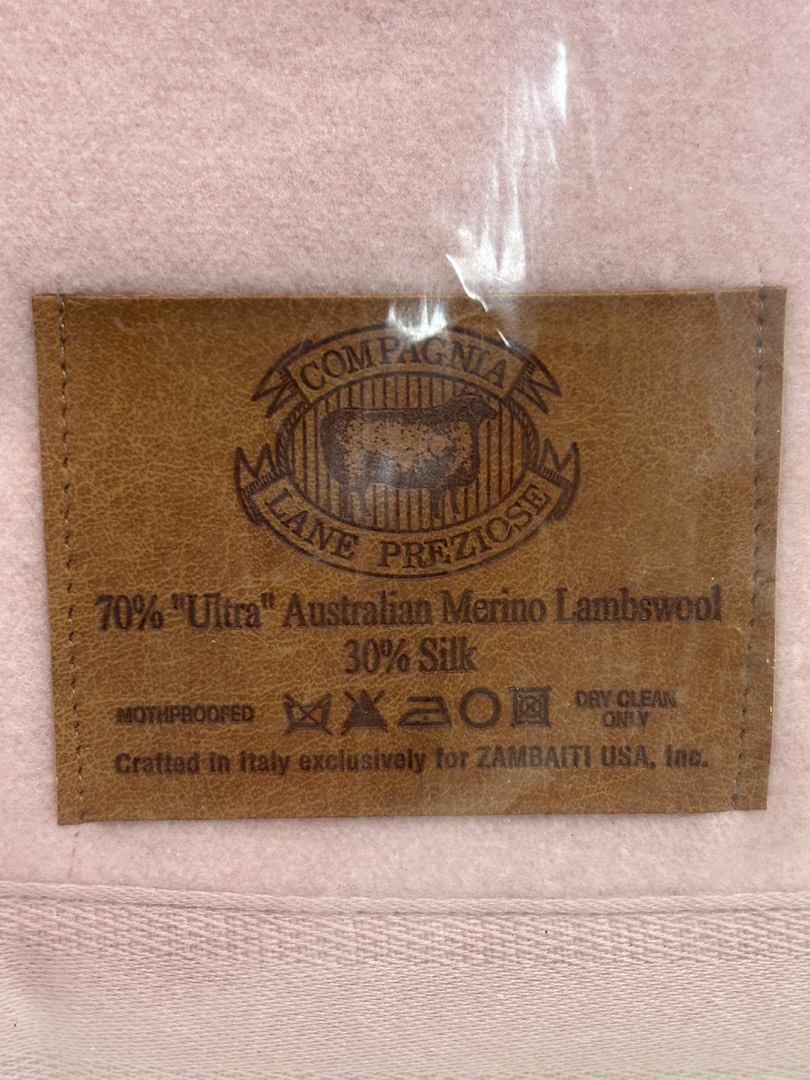 COMPAGNIA
LANE PREZIOSE
70% "Ultra" Australian Merino Lambswool
30% Silk
MOTHPROOFED
DRY CLEAN
ONLY
Crafted in Italy exclusively for ZAMBAITI USA, Inc.